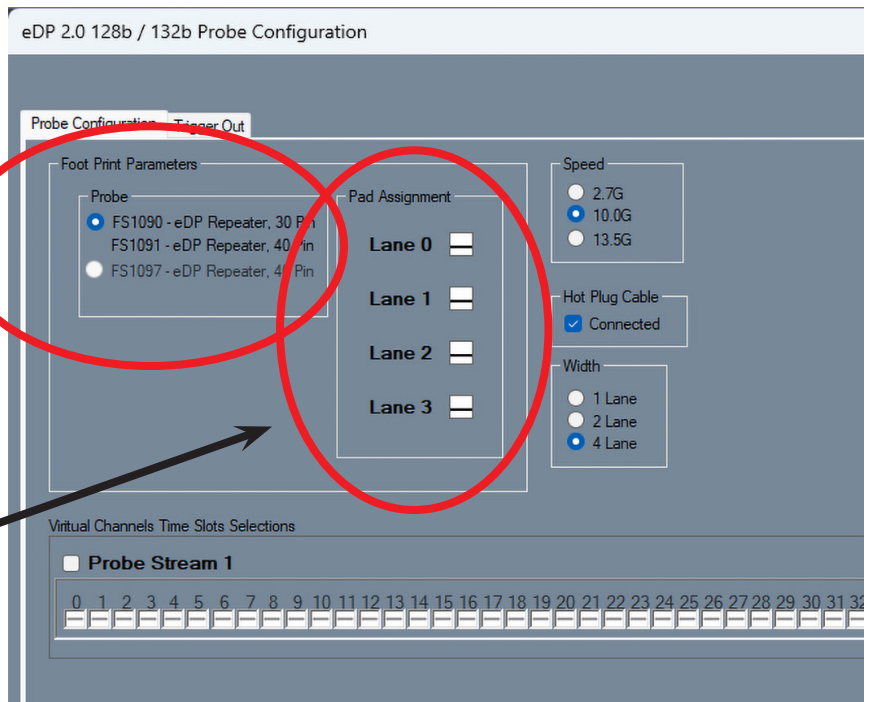 eDP 2.0 128b / 132b Probe Configuration
Probe Configuration Trigger Out
Foot Print Parameters
Probe
FS1090 - eDP Repeater, 30 Pin
FS1091 - eDP Repeater, 40 Pin
FS1097 - eDP Repeater, 40 Pin
Pad Assignment
Lane 0
Lane 1
Lane 2
Lane 3
Speed
2.7G
10.0G
13.5G
Hot Plug Cable
Connected
Width
1 Lane
2 Lane
4 Lane
Viritual Channels Time Slots Selections
Probe Stream 1
0 1 2 3 4 5 6 7 8 9 10 11 12 13 14 15 16 17 18 19 20 21 22 23 24 25 26 27 28 29 30 31 32